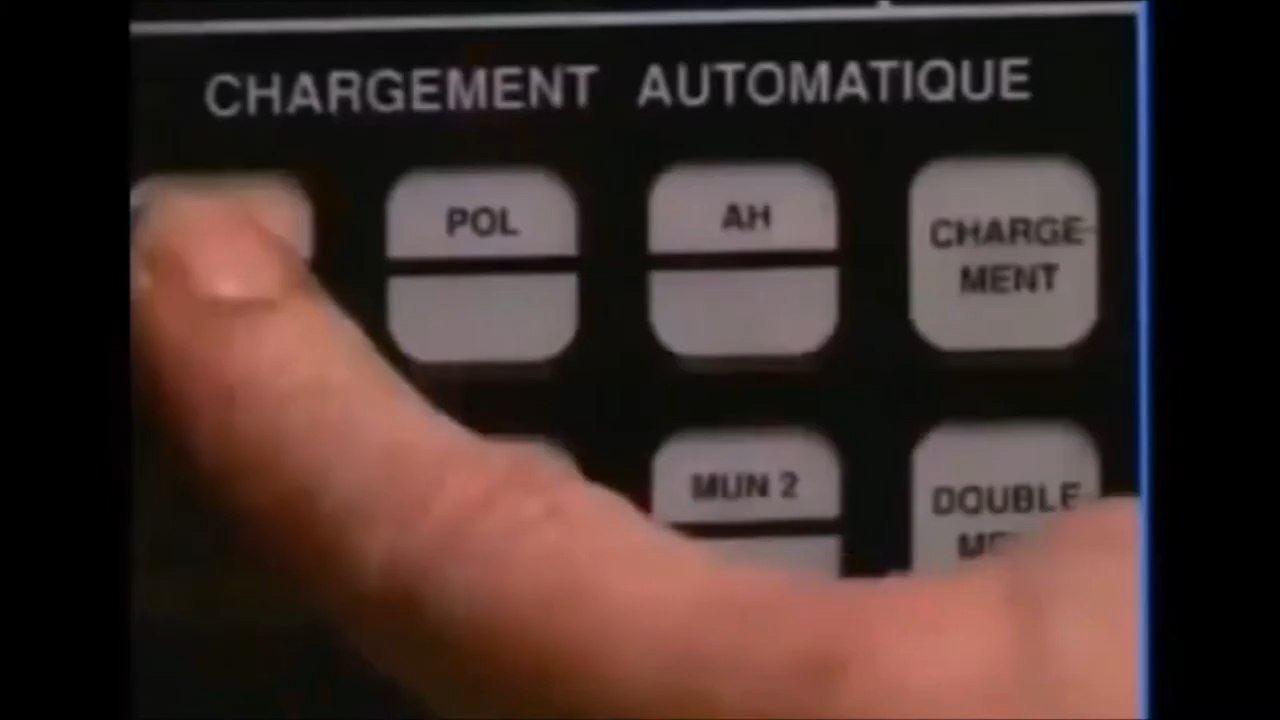 CHARGEMENT AUTOMATIQUE
POL
AH
CHARGE-
MENT
MUN 2
DOUBLE-